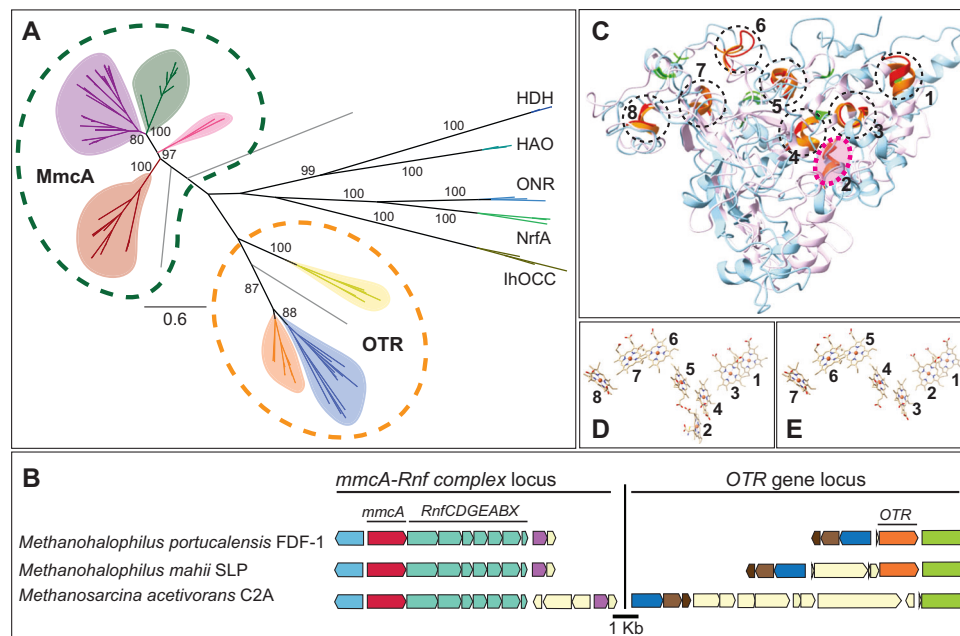 A
MmcA
80
100
97
100
0.6
99
100
100
100
100
100
100
87
88
OTR
HDH
HAO
ONR
NrfA
IhOCC
C
6
7
8
5
4
3
2
1
D
8
7
6
5
4
2
3
1
E
7
6
5
4
3
2
1
B
mmcA-Rnf complex locus
OTR gene locus
mmcA
RnfCDGEABX
OTR
Methanohalophilus portucalensis FDF-1
Methanohalophilus mahii SLP
Methanosarcina acetivorans C2A
1 Kb